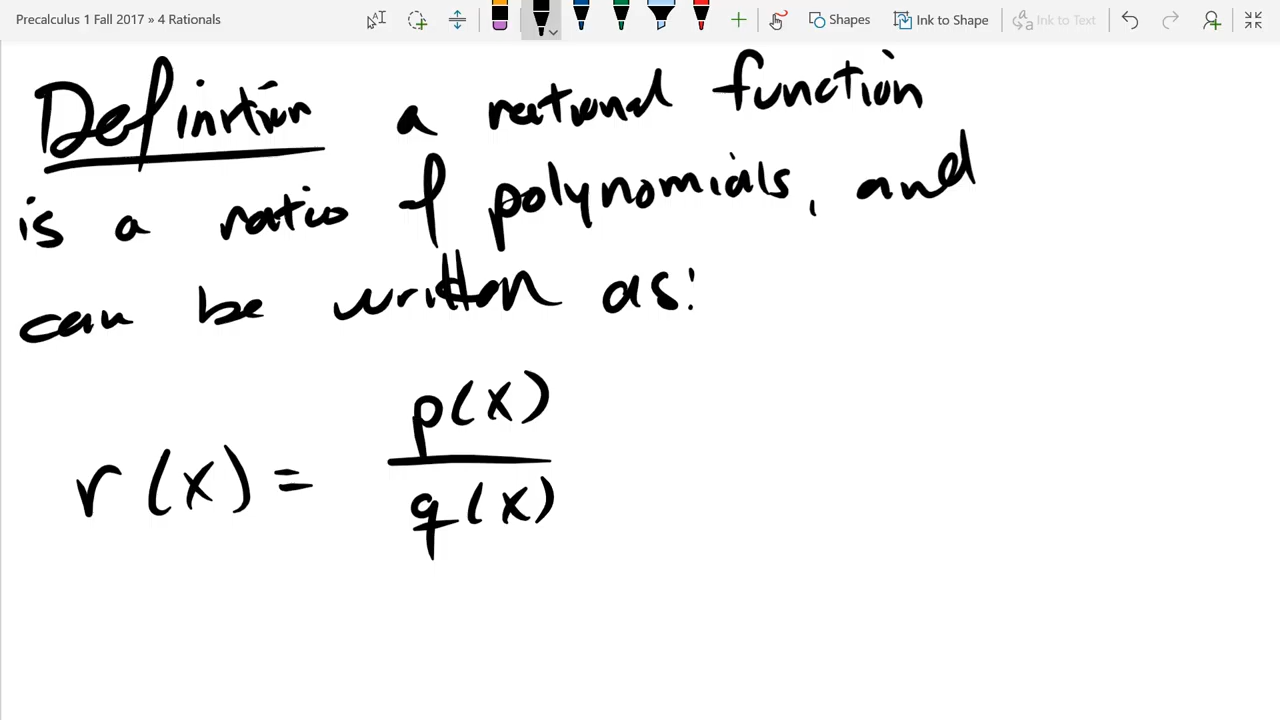 Precalculus 1 Fall 2017 » 4 Rationals
Shapes Ink to Shape Ink to Text
Definition a rational function
is a ratio of polynomials, and
can be written as:
r(x) = p(x)/q(x)